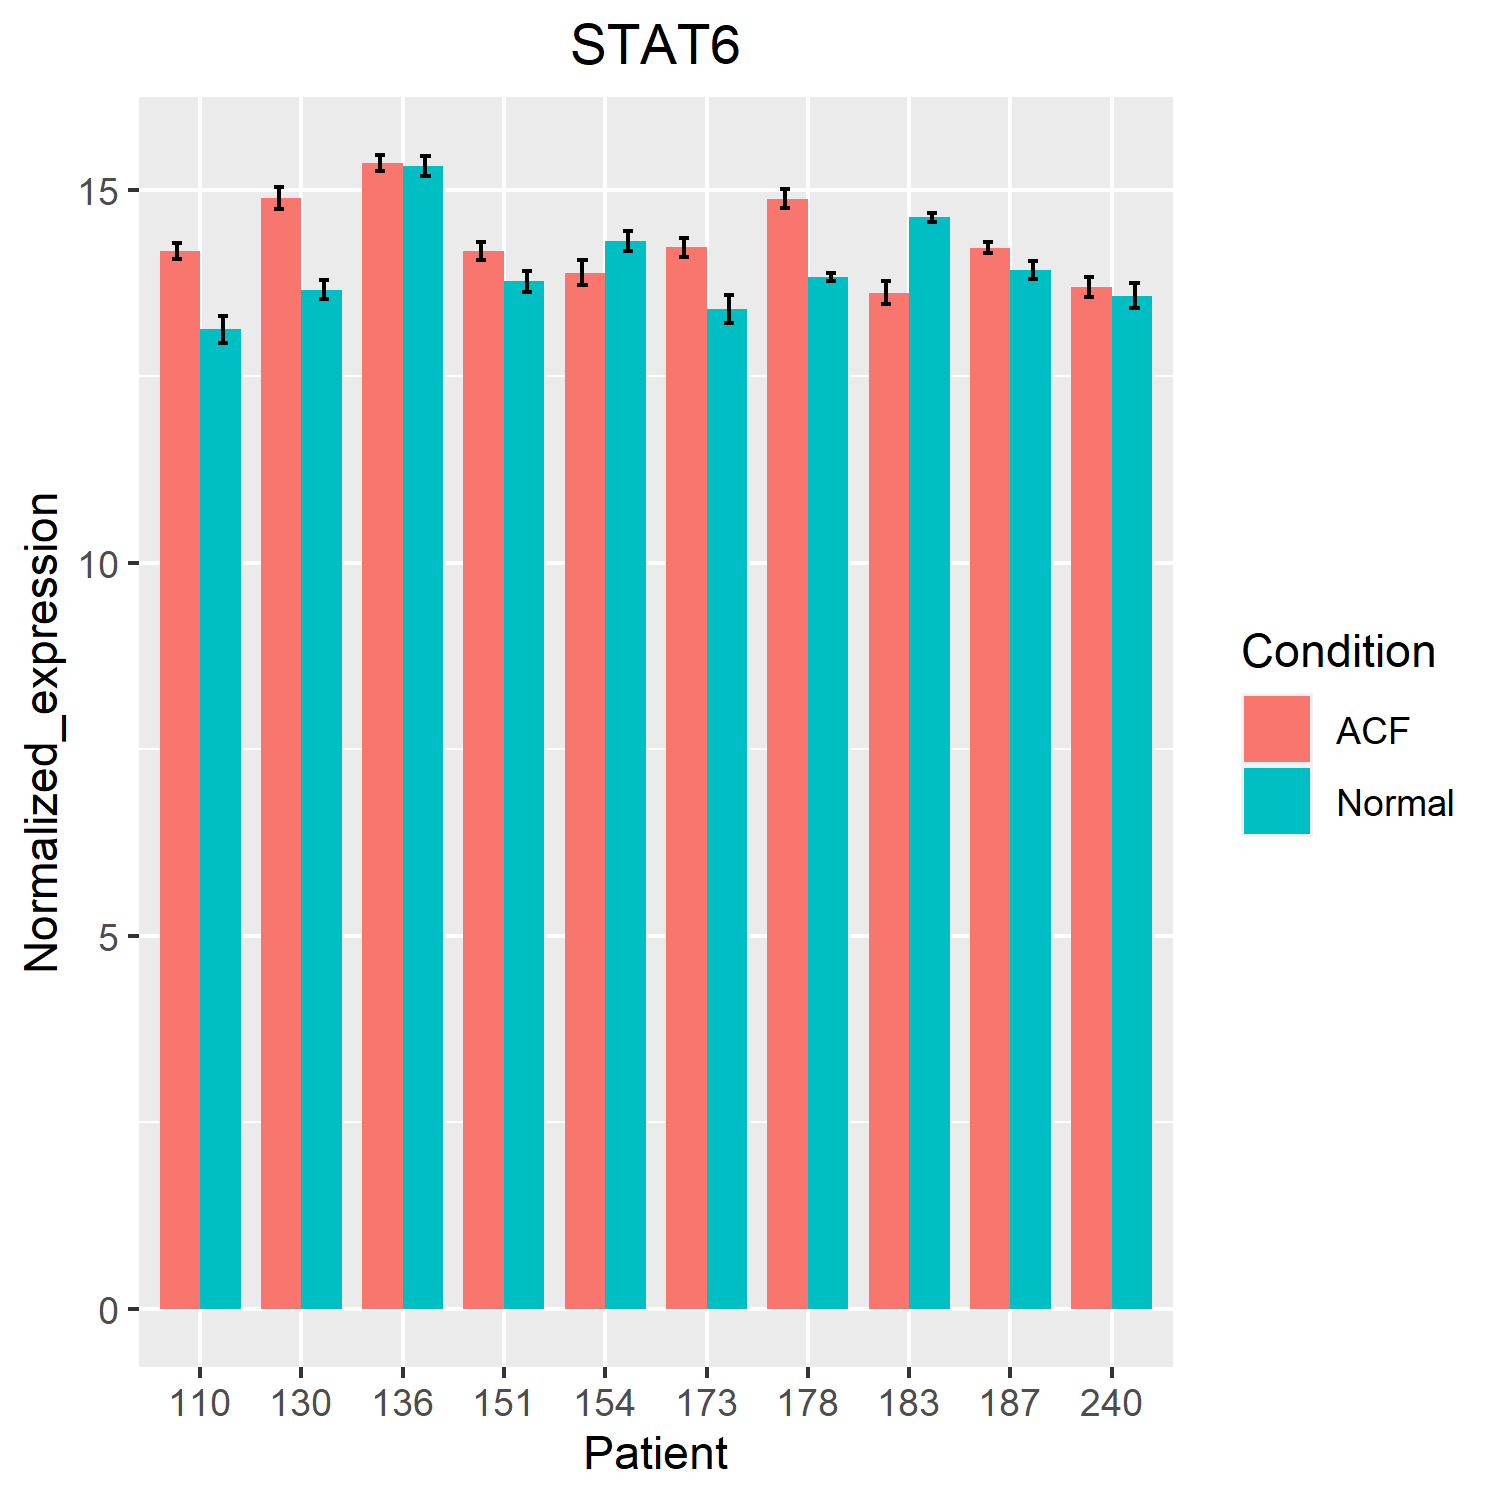 STAT6
Normalized_expression
15
10
5
0
110 130 136 151 154 173 178 183 187 240
Patient
Condition
ACF
Normal